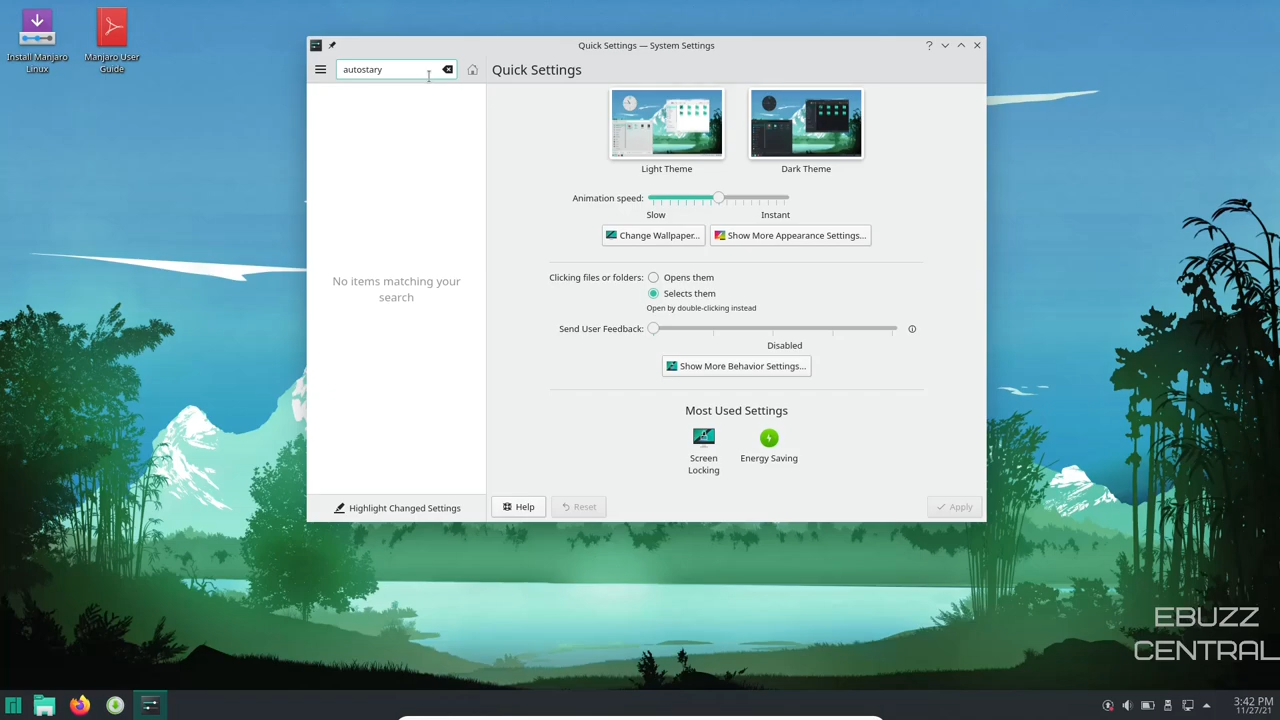 Install Manjaro
Linux
Manjaro User
Guide
Quick Settings — System Settings
autostary
Quick Settings
No items matching your
search
Highlight Changed Settings
Light Theme
Dark Theme
Animation speed:
Slow
Instant
Change Wallpaper...
Show More Appearance Settings...
Clicking files or folders:
Opens them
Selects them
Open by double-clicking instead
Send User Feedback:
Disabled
Show More Behavior Settings...
Most Used Settings
Screen
Locking
Energy Saving
Help
Reset
Apply
EBUZZ
CENTRAL
3:42 PM
11/27/21